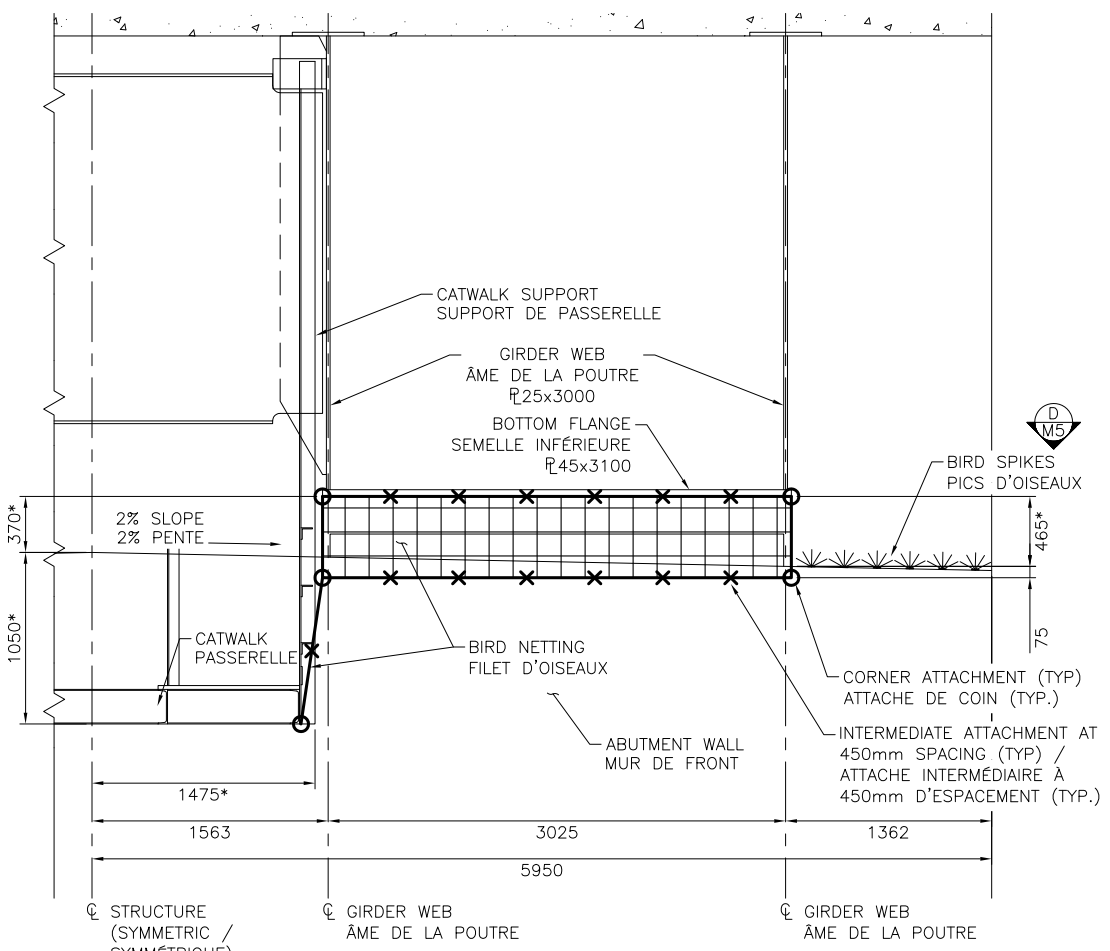 CATWALK SUPPORT
SUPPORT DE PASSERELLE
GIRDER WEB
ÂME DE LA POUTRE
℄25x3000
BOTTOM FLANGE
SEMELLE INFÉRIEURE
℄45x3100
D
M5
BIRD SPIKES
PICS D'OISEAUX
370*
2% SLOPE
2% PENTE
465*
1050*
CATWALK
PASSERELLE
BIRD NETTING
FILET D'OISEAUX
75
CORNER ATTACHMENT (TYP)
ATTACHE DE COIN (TYP.)
ABUTMENT WALL
MUR DE FRONT
INTERMEDIATE ATTACHMENT AT
450mm SPACING (TYP) /
ATTACHE INTERMÉDIAIRE À
450mm D'ESPACEMENT (TYP.)
1475*
1563
3025
1362
5950
℄ STRUCTURE
(SYMMETRIC /
SYMMÉTRIQUE)
℄ GIRDER WEB
ÂME DE LA POUTRE
℄ GIRDER WEB
ÂME DE LA POUTRE